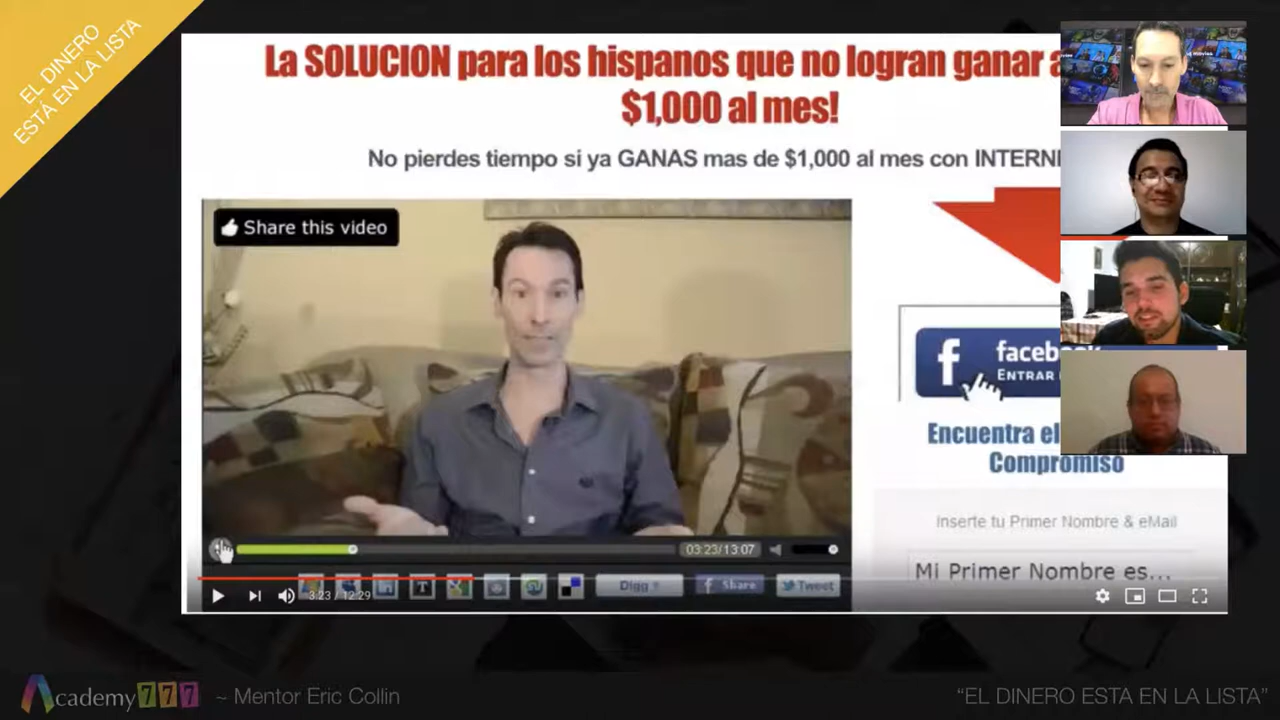 EL DINERO
ESTÁ EN LA LISTA
La SOLUCION para los hispanos que no logran ganar
$1,000 al mes!
No pierdes tiempo si ya GANAS mas de $1,000 al mes con
Share this video
ENTRAR
Encuentra el
Compromiso
Inserte tu Primer Nombre & eMail
Mi Primer Nombre es...
03:23/13:07
Digg
Share
Tweet
3:23 / 12:29
Academy777 ~ Mentor Eric Collin
“EL DINERO ESTA EN LA LISTA”